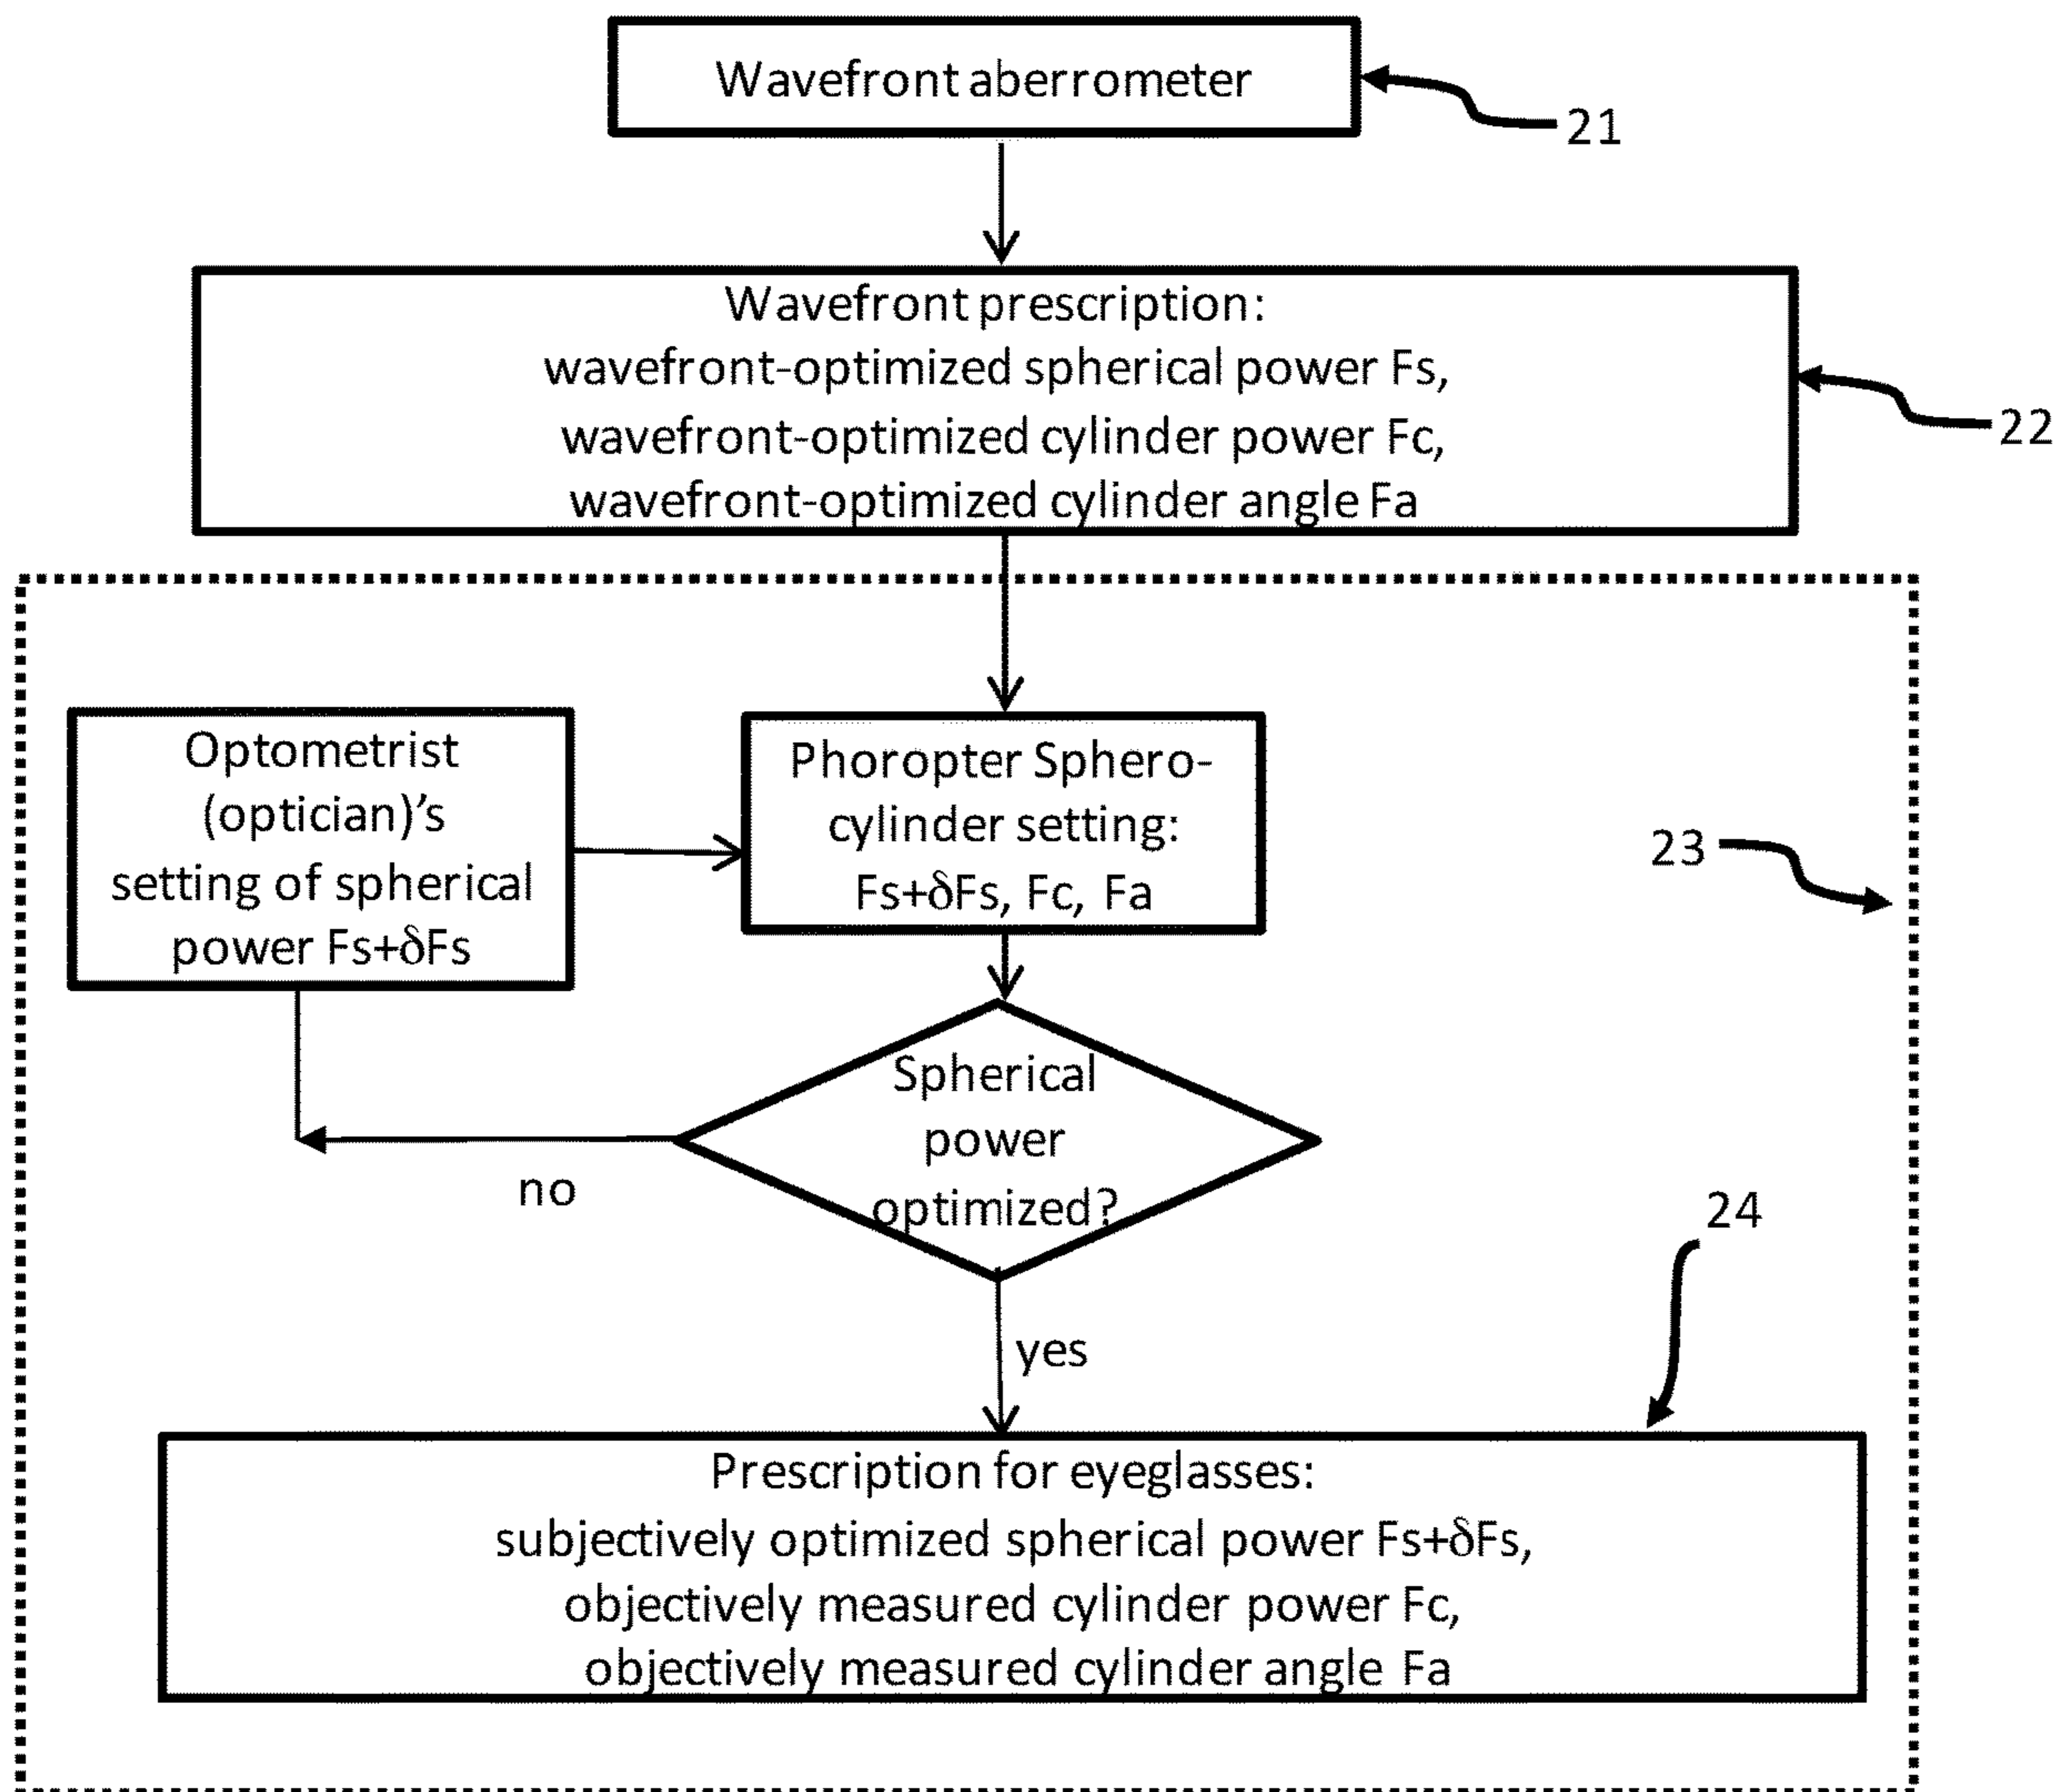 Wavefront aberrometer
21
Wavefront prescription:
wavefront-optimized spherical power Fs,
wavefront-optimized cylinder power Fc,
wavefront-optimized cylinder angle Fa
22
Optometrist
(optician)’s
setting of spherical
power Fs+δFs
Phoropter Sphero-
cylinder setting:
Fs+δFs, Fc, Fa
23
Spherical
power
optimized?
no
yes
24
Prescription for eyeglasses:
subjectively optimized spherical power Fs+δFs,
objectively measured cylinder power Fc,
objectively measured cylinder angle Fa